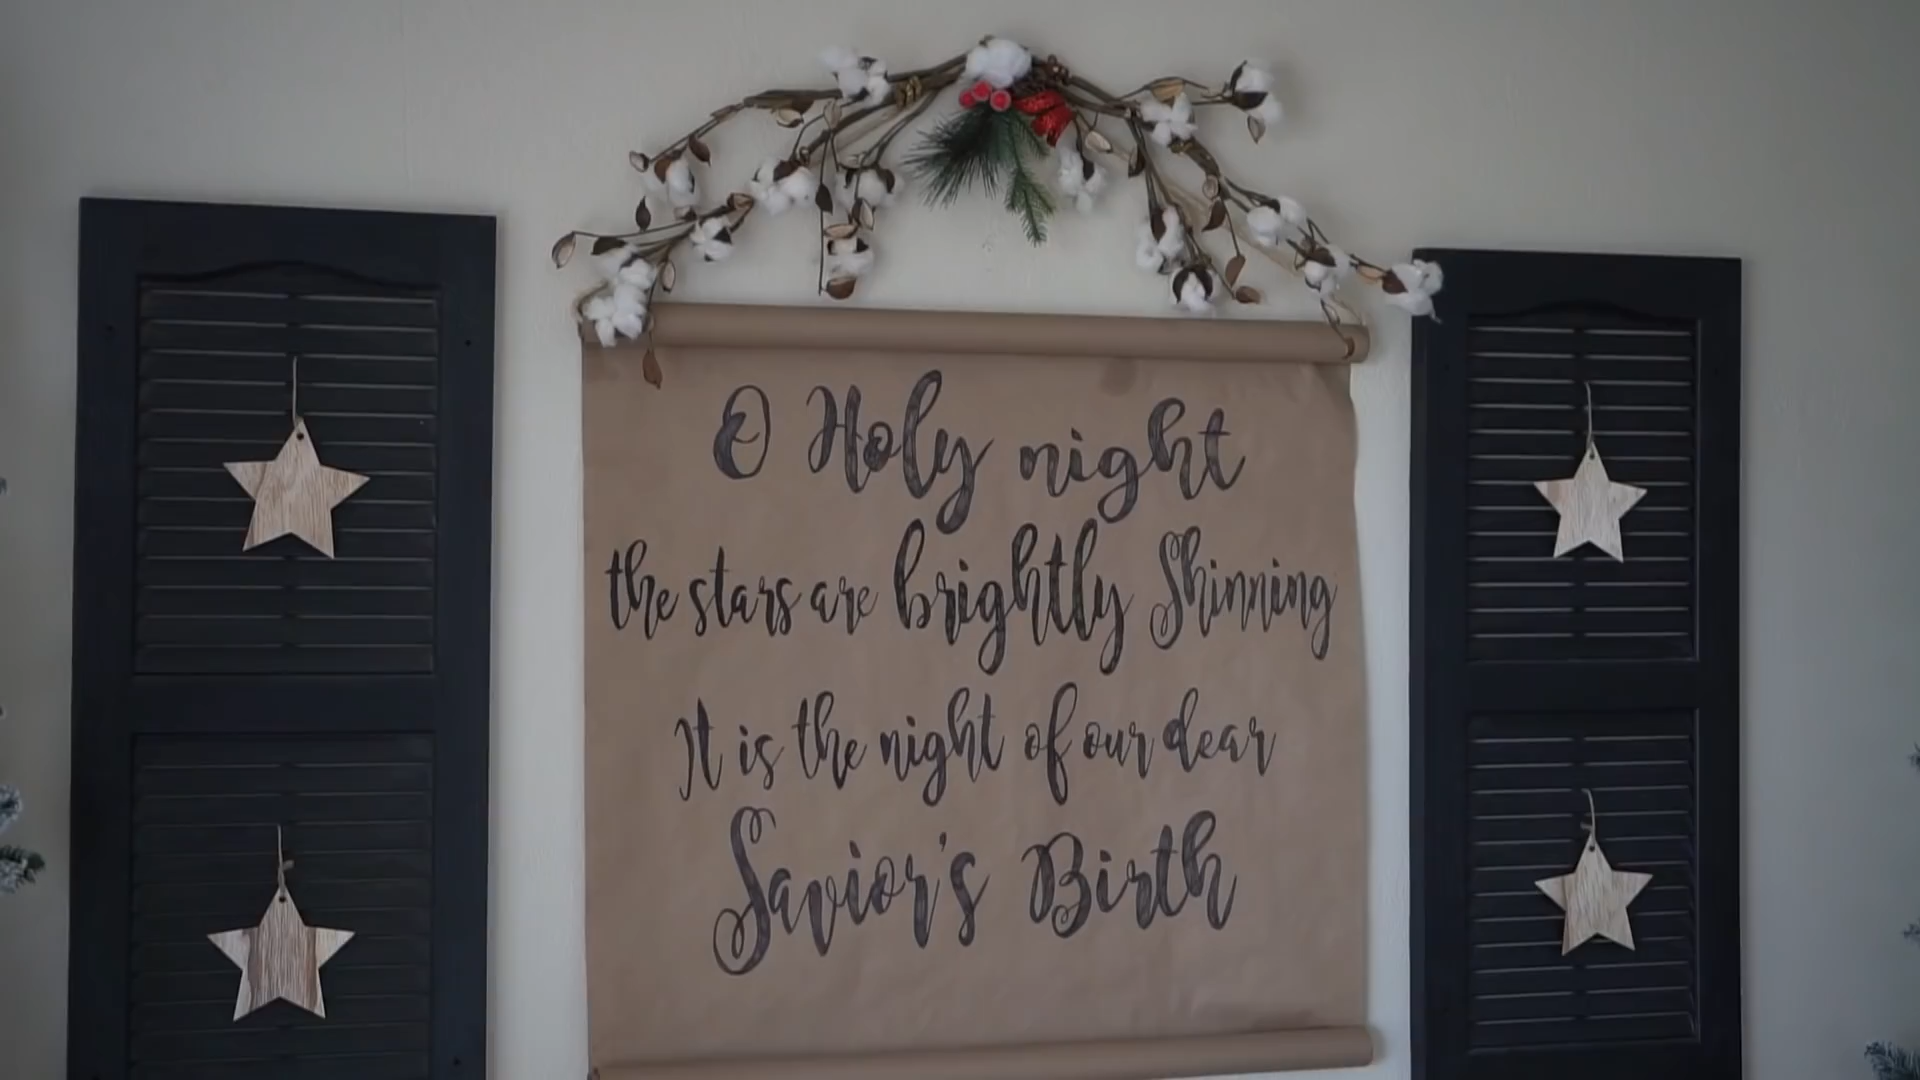 O Holy night
the stars are brightly Shinning
It is the night of our dear
Savior's Birth